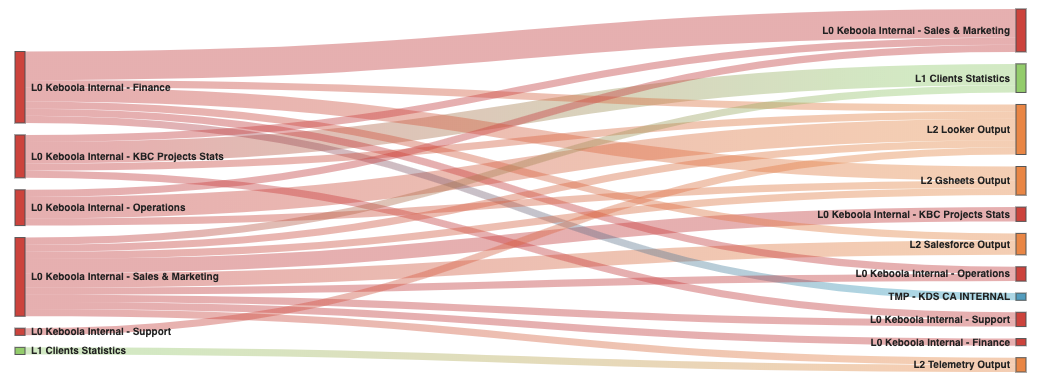 L0 Keboola Internal - Finance
L0 Keboola Internal - KBC Projects Stats
L0 Keboola Internal - Operations
L0 Keboola Internal - Sales & Marketing
L0 Keboola Internal - Support
L1 Clients Statistics
L0 Keboola Internal - Sales & Marketing
L1 Clients Statistics
L2 Looker Output
L2 Gsheets Output
L0 Keboola Internal - KBC Projects Stats
L2 Salesforce Output
L0 Keboola Internal - Operations
TMP - KDS CA INTERNAL
L0 Keboola Internal - Support
L0 Keboola Internal - Finance
L2 Telemetry Output